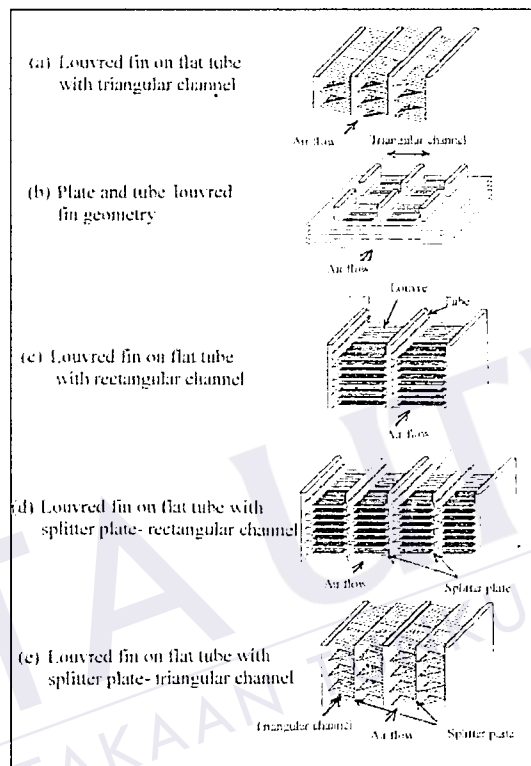 (a) Louvred fin on flat tube
with triangular channel
Air flow
Triangular channel
(b) Plate and tube louvred
fin geometry
Air flow
Louvre
Tube
(c) Louvred fin on flat tube
with rectangular channel
Air flow
(d) Louvred fin on flat tube with
splitter plate- rectangular channel
Air flow
Splitter plate
(e) Louvred fin on flat tube with
splitter plate- triangular channel
Triangular channel
Air flow
Splitter plate